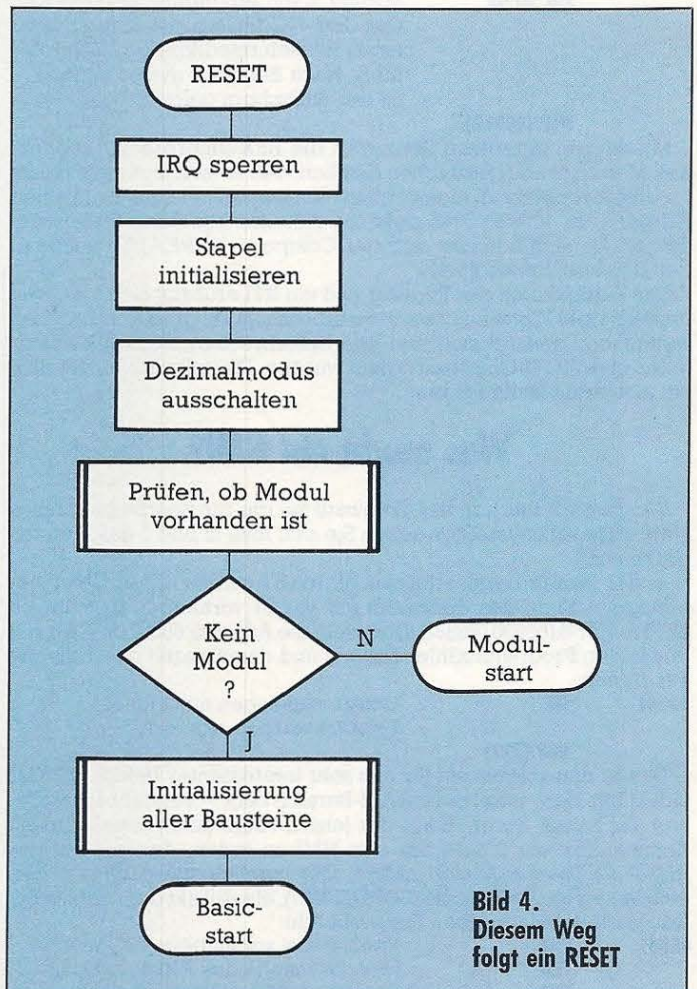 RESET
IRQ sperren
Stapel
initialisieren
Dezimalmodus
ausschalten
Prüfen, ob Modul
vorhanden ist
Kein
Modul
?
N
Modul-
start
J
Initialisierung
aller Bausteine
Basic-
start
Bild 4.
Diesem Weg
folgt ein RESET